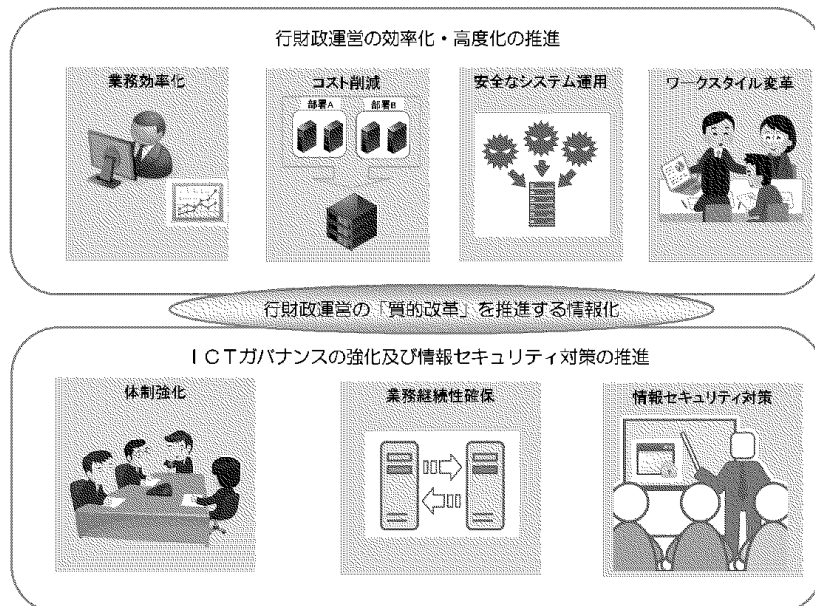 行財政運営の効率化・高度化の推進
業務効率化
コスト削減
部署A
部署B
安全なシステム運用
ワークスタイル変革
行財政運営の「質的改革」を推進する情報化
ＩＣＴガバナンスの強化及び情報セキュリティ対策の推進
体制強化
業務継続性確保
情報セキュリティ対策